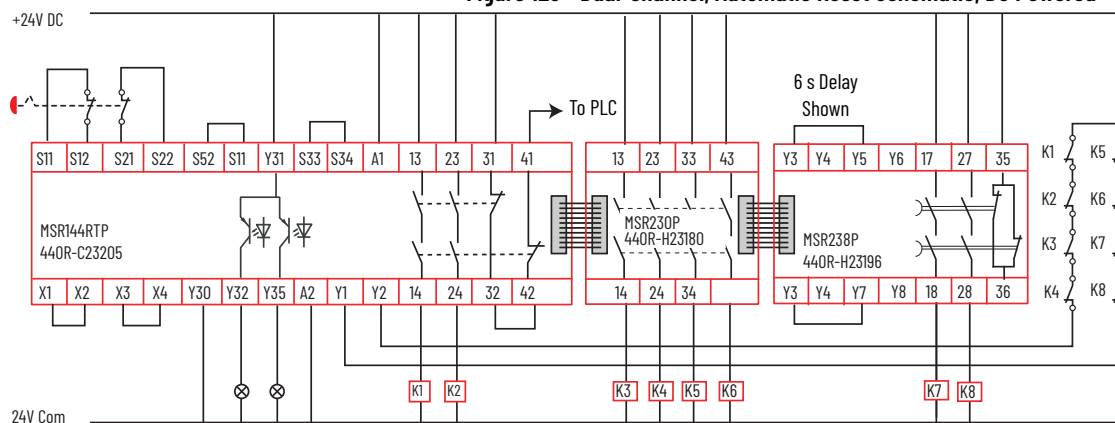 Figure - Dual Channel, Automatic Reset Schematic, DC Powered
+24V DC
6 s Delay
Shown
To PLC
S11 S12 S21 S22 S52 S11 Y31 S33 S34 A1 13 23 31 41
13 23 33 43
Y3 Y4 Y5 Y6 17 27 35
K1 K5
K2 K6
K3 K7
K4 K8
MSR144RTP
440R-C23205
MSR230P
440R-H23180
MSR238P
440R-H23196
X1 X2 X3 X4 Y30 Y32 Y35 A2 Y1 Y2 14 24 32 42
14 24 34
Y3 Y4 Y7 Y8 18 28 36
K1 K2 K3 K4 K5 K6 K7 K8
24V Com